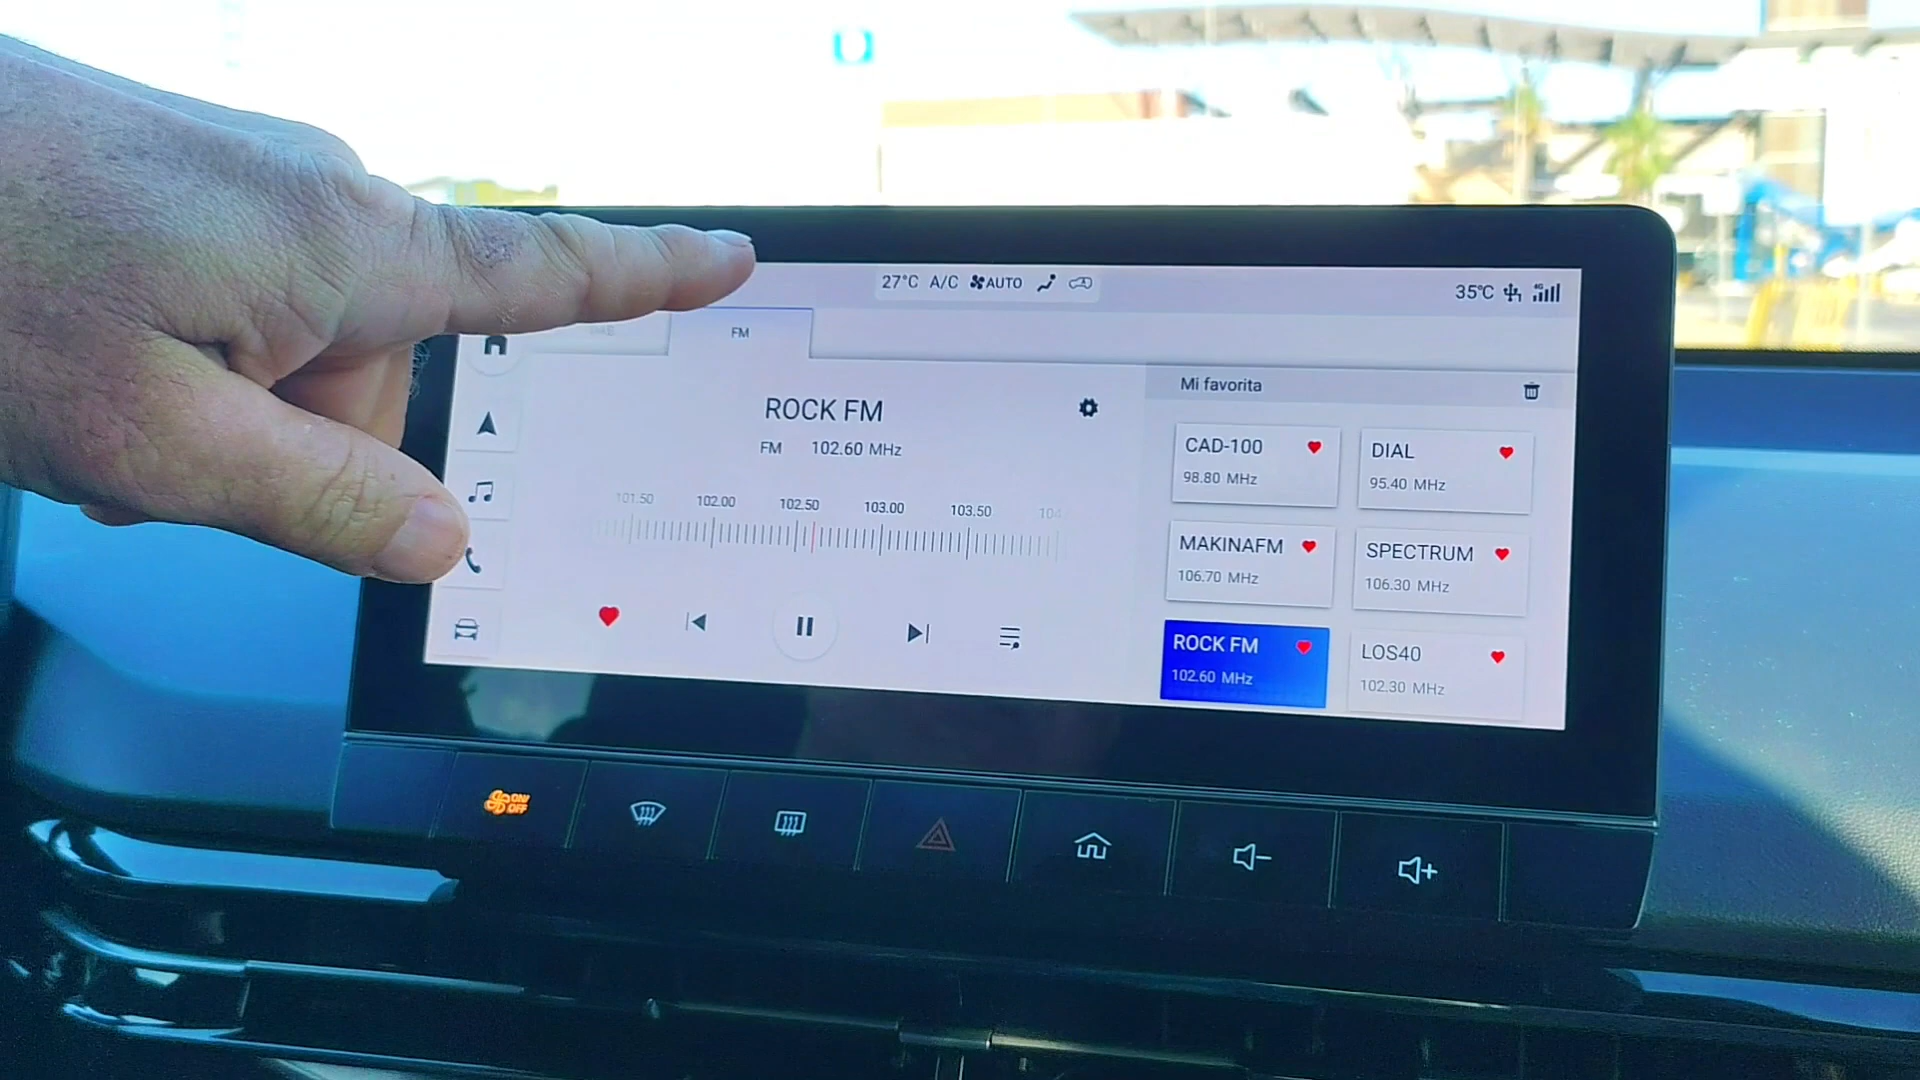 27°C A/C AUTO
35°C 4G
DAB
FM
ROCK FM
FM 102.60 MHz
101.50 102.00 102.50 103.00 103.50 104
Mi favorita
CAD-100
98.80 MHz
DIAL
95.40 MHz
MAKINAFM
106.70 MHz
SPECTRUM
106.30 MHz
ROCK FM
102.60 MHz
LOS40
102.30 MHz
ON/
OFF